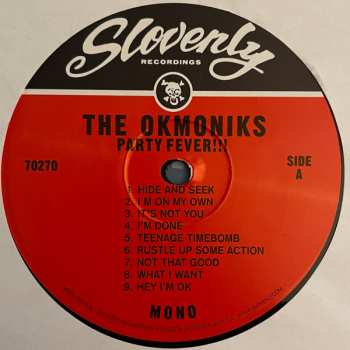 Slovenly
RECORDINGS
THE OKMONIKS
PARTY FEVER!!!
70270
SIDE
A
1. HIDE AND SEEK
2. I'M ON MY OWN
3. IT'S NOT YOU
4. I'M DONE
5. TEENAGE TIMEBOMB
6. RUSTLE UP SOME ACTION
7. NOT THAT GOOD
8. WHAT I WANT
9. HEY I'M OK
MONO